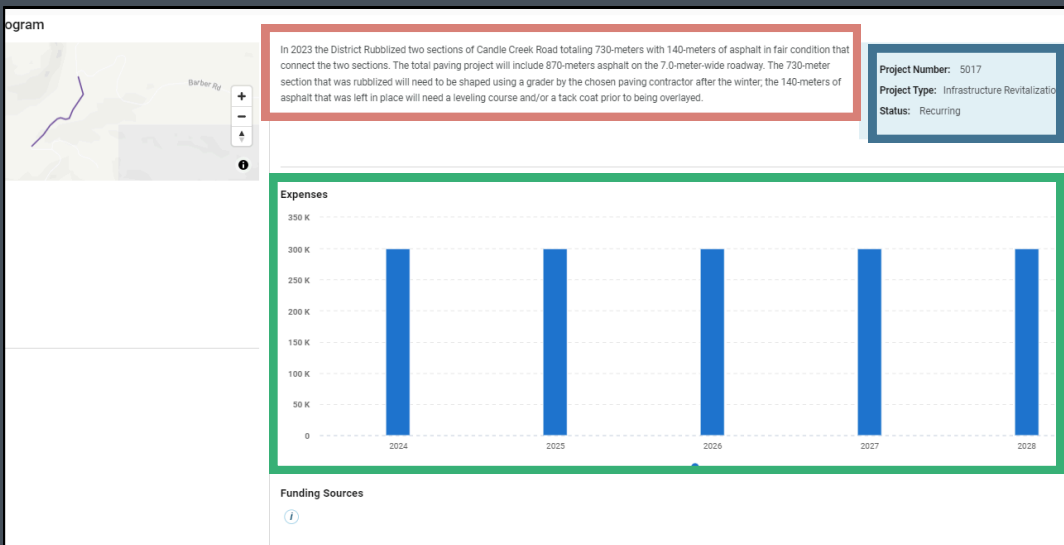 ogram
Barber Rd
In 2023 the District Rubblized two sections of Candle Creek Road totaling 730-meters with 140-meters of asphalt in fair condition that
connect the two sections. The total paving project will include 870-meters asphalt on the 7.0-meter-wide roadway. The 730-meter
section that was rubblized will need to be shaped using a grader by the chosen paving contractor after the winter; the 140-meters of
asphalt that was left in place will need a leveling course and/or a tack coat prior to being overlayed.
Project Number: 5017
Project Type: Infrastructure Revitalizatio
Status: Recurring
Expenses
350 K
300 K
250 K
200 K
150 K
100 K
50 K
0
2024 2025 2026 2027 2028
Funding Sources
i